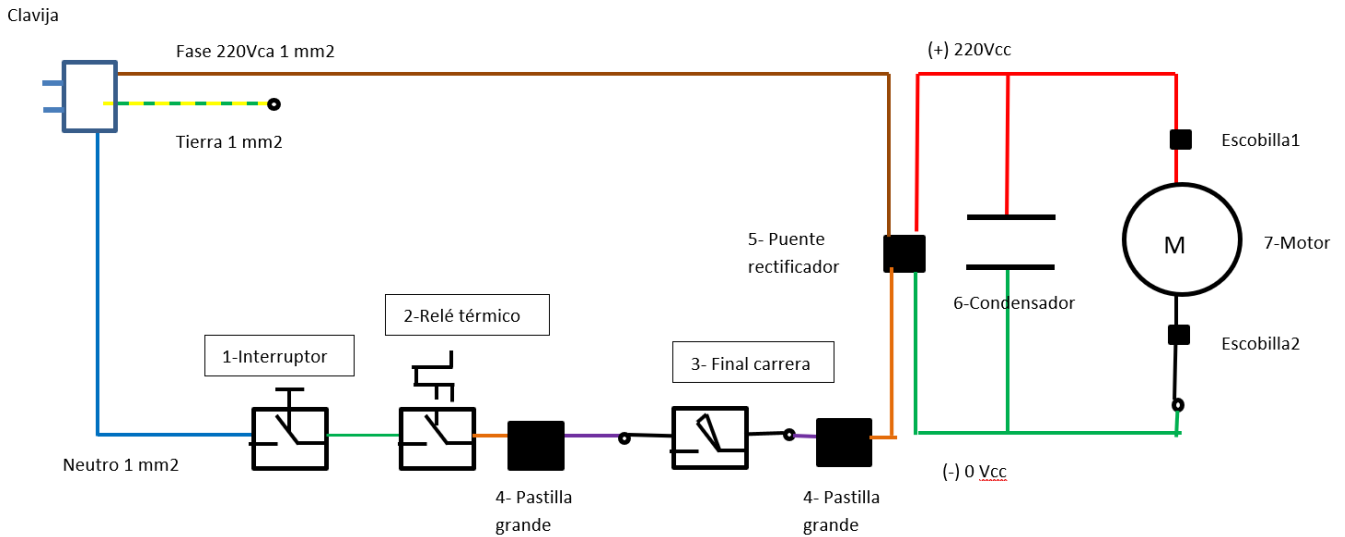 Clavija
Fase 220Vca 1 mm2
(+) 220Vcc
Tierra 1 mm2
Escobilla1
5- Puente
rectificador
M
7-Motor
2-Relé térmico
6-Condensador
1-Interruptor
3- Final carrera
Escobilla2
Neutro 1 mm2
(-) 0 Vcc
4- Pastilla
grande
4- Pastilla
grande